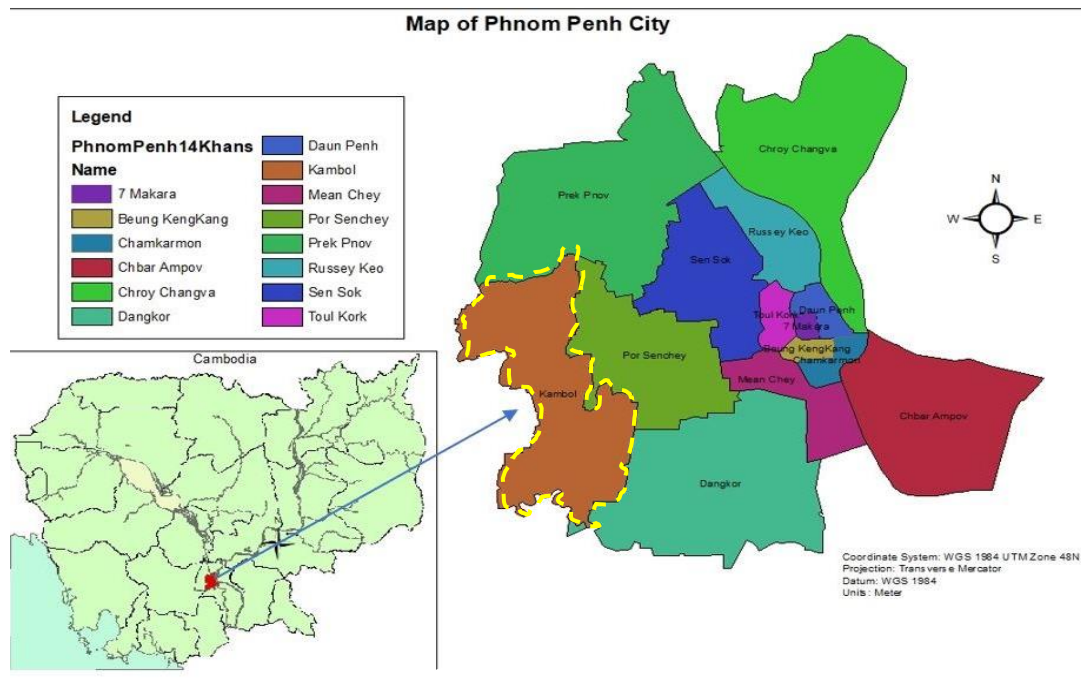 Map of Phnom Penh City
Legend
PhnomPenh14Khans
Name
7 Makara
Beung KengKang
Chamkarmon
Chbar Ampov
Chroy Changva
Dangkor
Daun Penh
Kambol
Mean Chey
Por Senchey
Prek Pnov
Russey Keo
Sen Sok
Toul Kork
Chroy Changva
Prek Pnov
Russey Keo
Sen Sok
Daun Penh
Toul Kork
7 Makara
Beung KengKang
Chamkarmon
Por Senchey
Mean Chey
Kambol
Chbar Ampov
Dangkor
N
W
E
S
Cambodia
N
Coordinate System: WGS 1984 UTM Zone 48N
Projection: Transverse Mercator
Datum: WGS 1984
Units: Meter